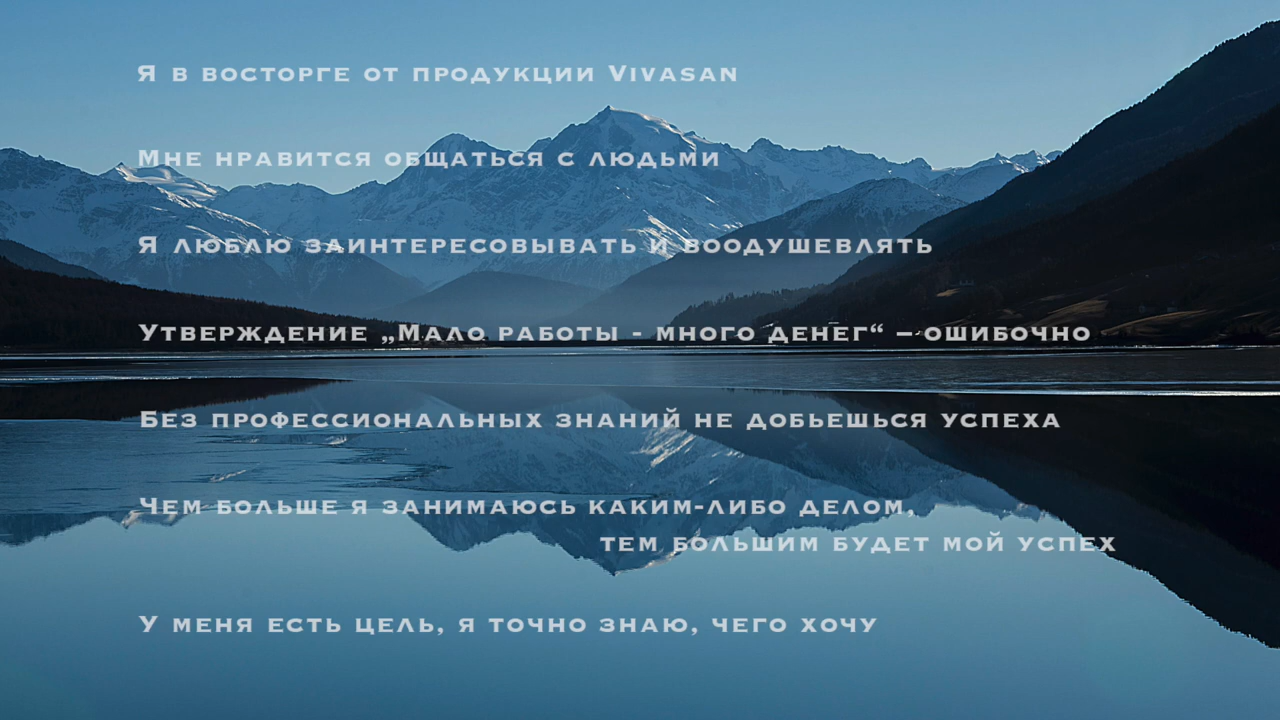 Я в восторге от продукции Vivasan
Мне нравится общаться с людьми
Я люблю заинтересовывать и воодушевлять
Утверждение „Мало работы - много денег“ – ошибочно
Без профессиональных знаний не добьешься успеха
Чем больше я занимаюсь каким-либо делом,
тем большим будет мой успех
У меня есть цель, я точно знаю, чего хочу